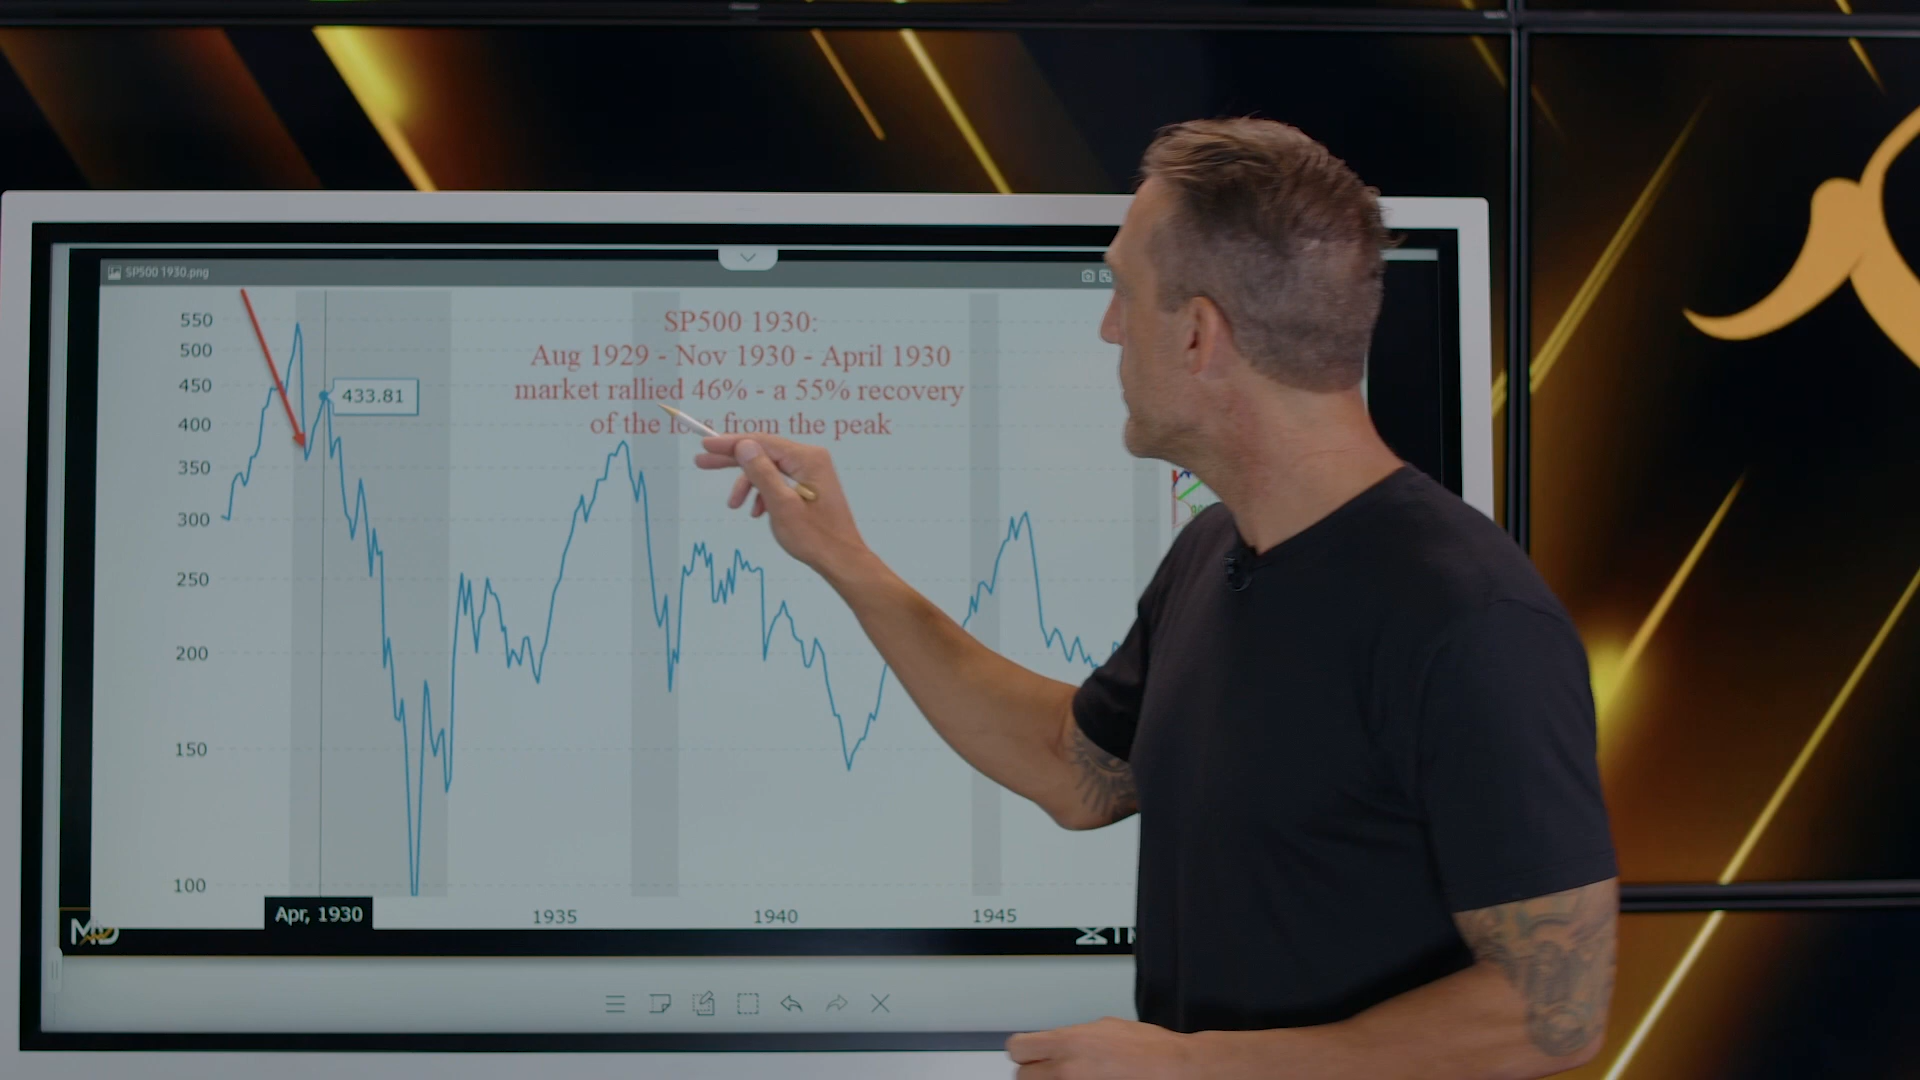 SP500 1930.png
SP500 1930:
Aug 1929 - Nov 1930 - April 1930
market rallied 46% - a 55% recovery
of the loss from the peak
550
500
450
433.81
400
350
300
250
200
150
100
Apr, 1930
1935
1940
1945
MD